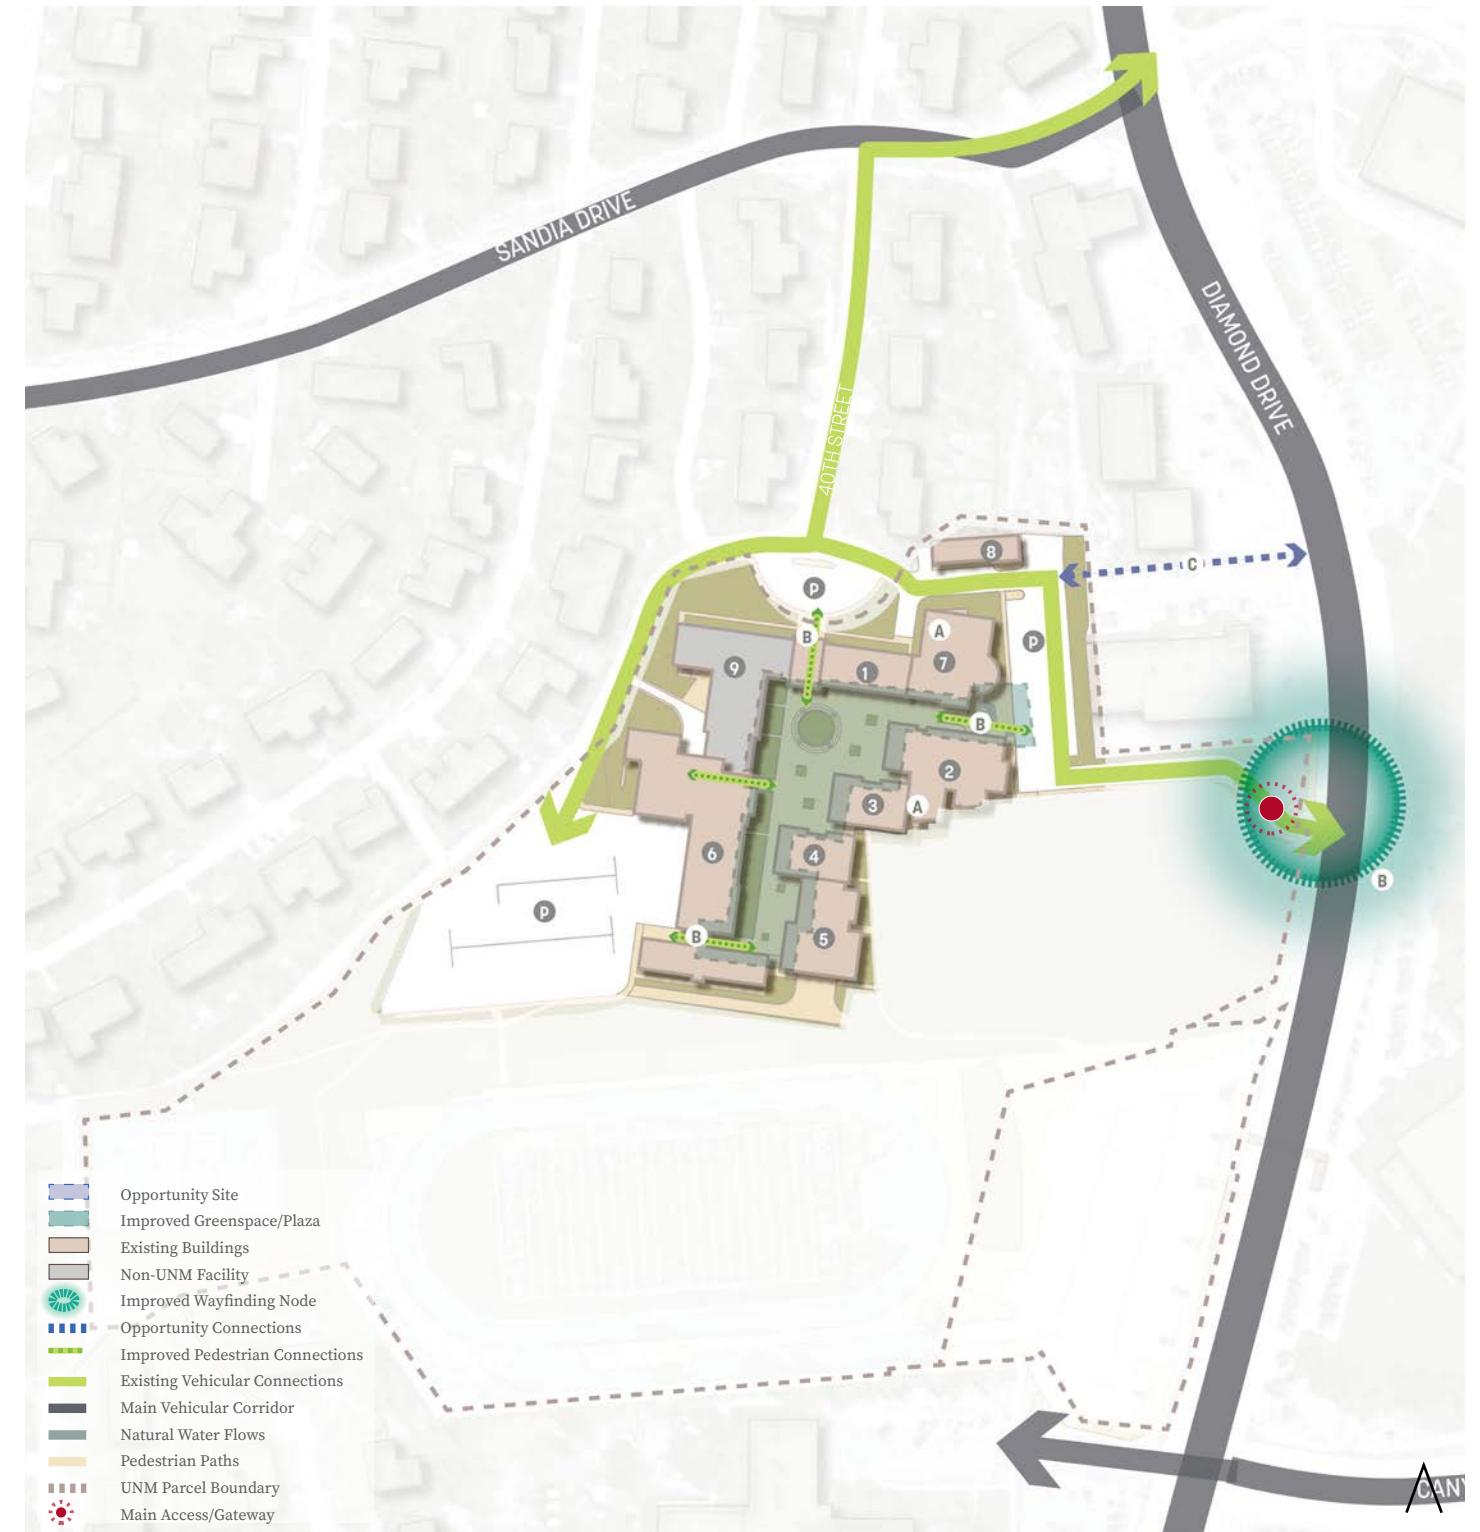 SANDIA DRIVE
DIAMOND DRIVE
40TH STREET
8
C
P
B
A
P
7
9
1
B
2
3
A
4
6
B
P
B
5
Opportunity Site
Improved Greenspace/Plaza
Existing Buildings
Non-UNM Facility
Improved Wayfinding Node
Opportunity Connections
Improved Pedestrian Connections
Existing Vehicular Connections
Main Vehicular Corridor
Natural Water Flows
Pedestrian Paths
UNM Parcel Boundary
Main Access/Gateway
CANY